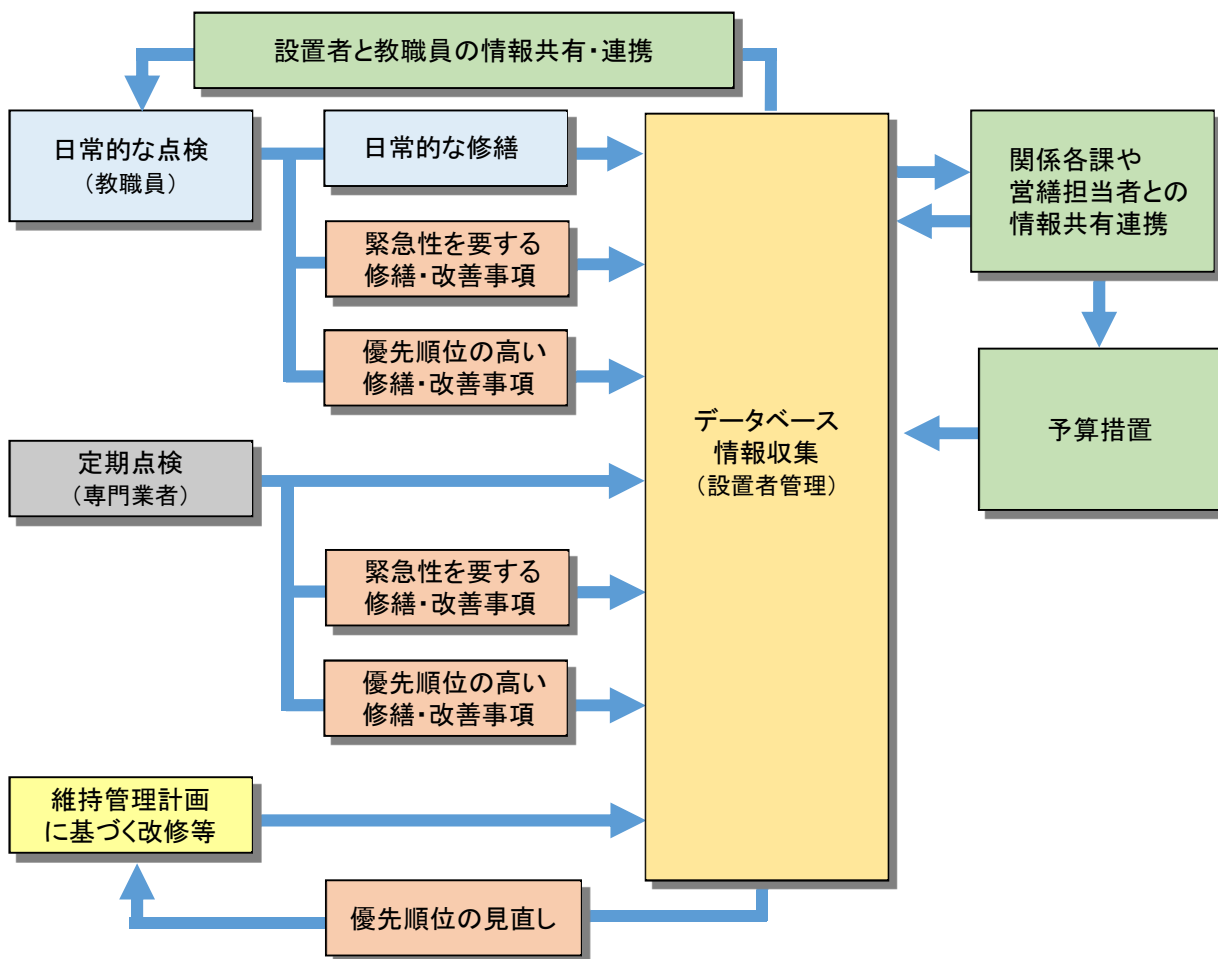 設置者と教職員の情報共有・連携
日常的な点検
（教職員）
日常的な修繕
緊急性を要する
修繕・改善事項
優先順位の高い
修繕・改善事項
定期点検
（専門業者）
緊急性を要する
修繕・改善事項
優先順位の高い
修繕・改善事項
維持管理計画
に基づく改修等
優先順位の見直し
データベース
情報収集
（設置者管理）
関係各課や
営繕担当者との
情報共有連携
予算措置